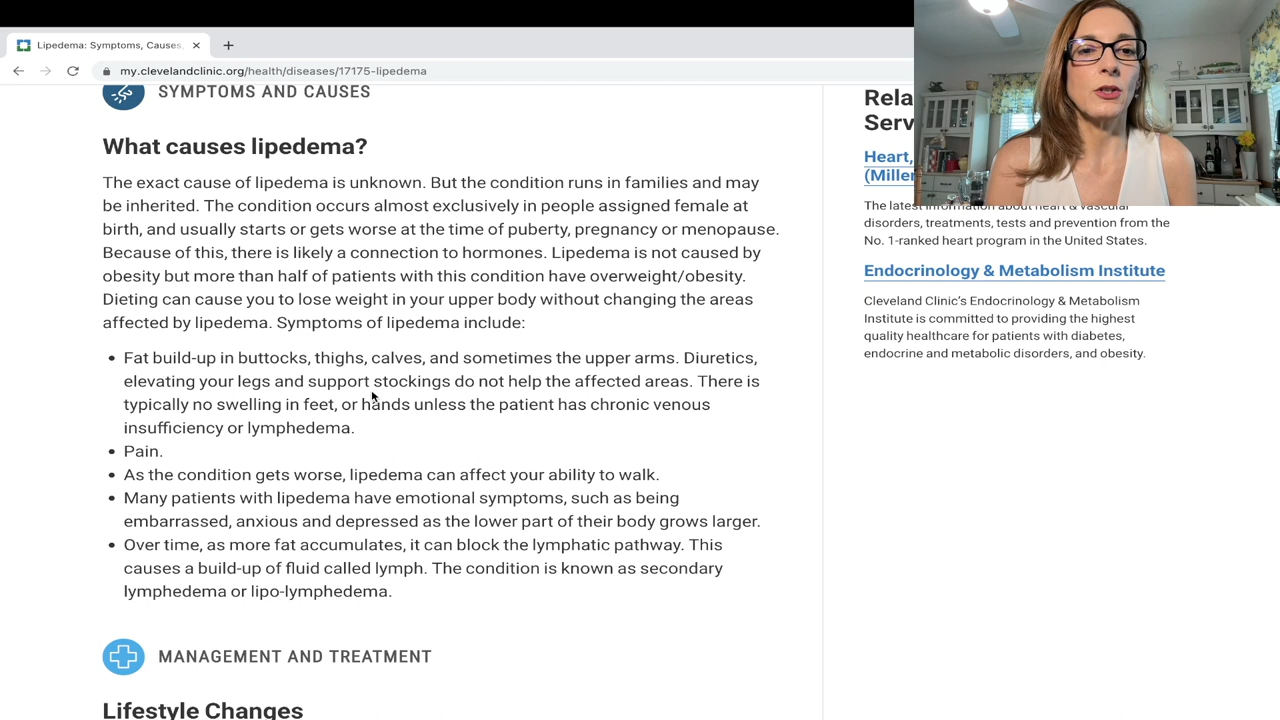 Lipedema: Symptoms, Causes,
my.clevelandclinic.org/health/diseases/17175-lipedema
SYMPTOMS AND CAUSES
What causes lipedema?
The exact cause of lipedema is unknown. But the condition runs in families and may
be inherited. The condition occurs almost exclusively in people assigned female at
birth, and usually starts or gets worse at the time of puberty, pregnancy or menopause.
Because of this, there is likely a connection to hormones. Lipedema is not caused by
obesity but more than half of patients with this condition have overweight/obesity.
Dieting can cause you to lose weight in your upper body without changing the areas
affected by lipedema. Symptoms of lipedema include:
• Fat build-up in buttocks, thighs, calves, and sometimes the upper arms. Diuretics,
elevating your legs and support stockings do not help the affected areas. There is
typically no swelling in feet, or hands unless the patient has chronic venous
insufficiency or lymphedema.
• Pain.
• As the condition gets worse, lipedema can affect your ability to walk.
• Many patients with lipedema have emotional symptoms, such as being
embarrassed, anxious and depressed as the lower part of their body grows larger.
• Over time, as more fat accumulates, it can block the lymphatic pathway. This
causes a build-up of fluid called lymph. The condition is known as secondary
lymphedema or lipo-lymphedema.
MANAGEMENT AND TREATMENT
Lifestyle Changes
Rela
Serv
Heart,
(Miller
The latest information about heart & vascular
disorders, treatments, tests and prevention from the
No. 1-ranked heart program in the United States.
Endocrinology & Metabolism Institute
Cleveland Clinic's Endocrinology & Metabolism
Institute is committed to providing the highest
quality healthcare for patients with diabetes,
endocrine and metabolic disorders, and obesity.